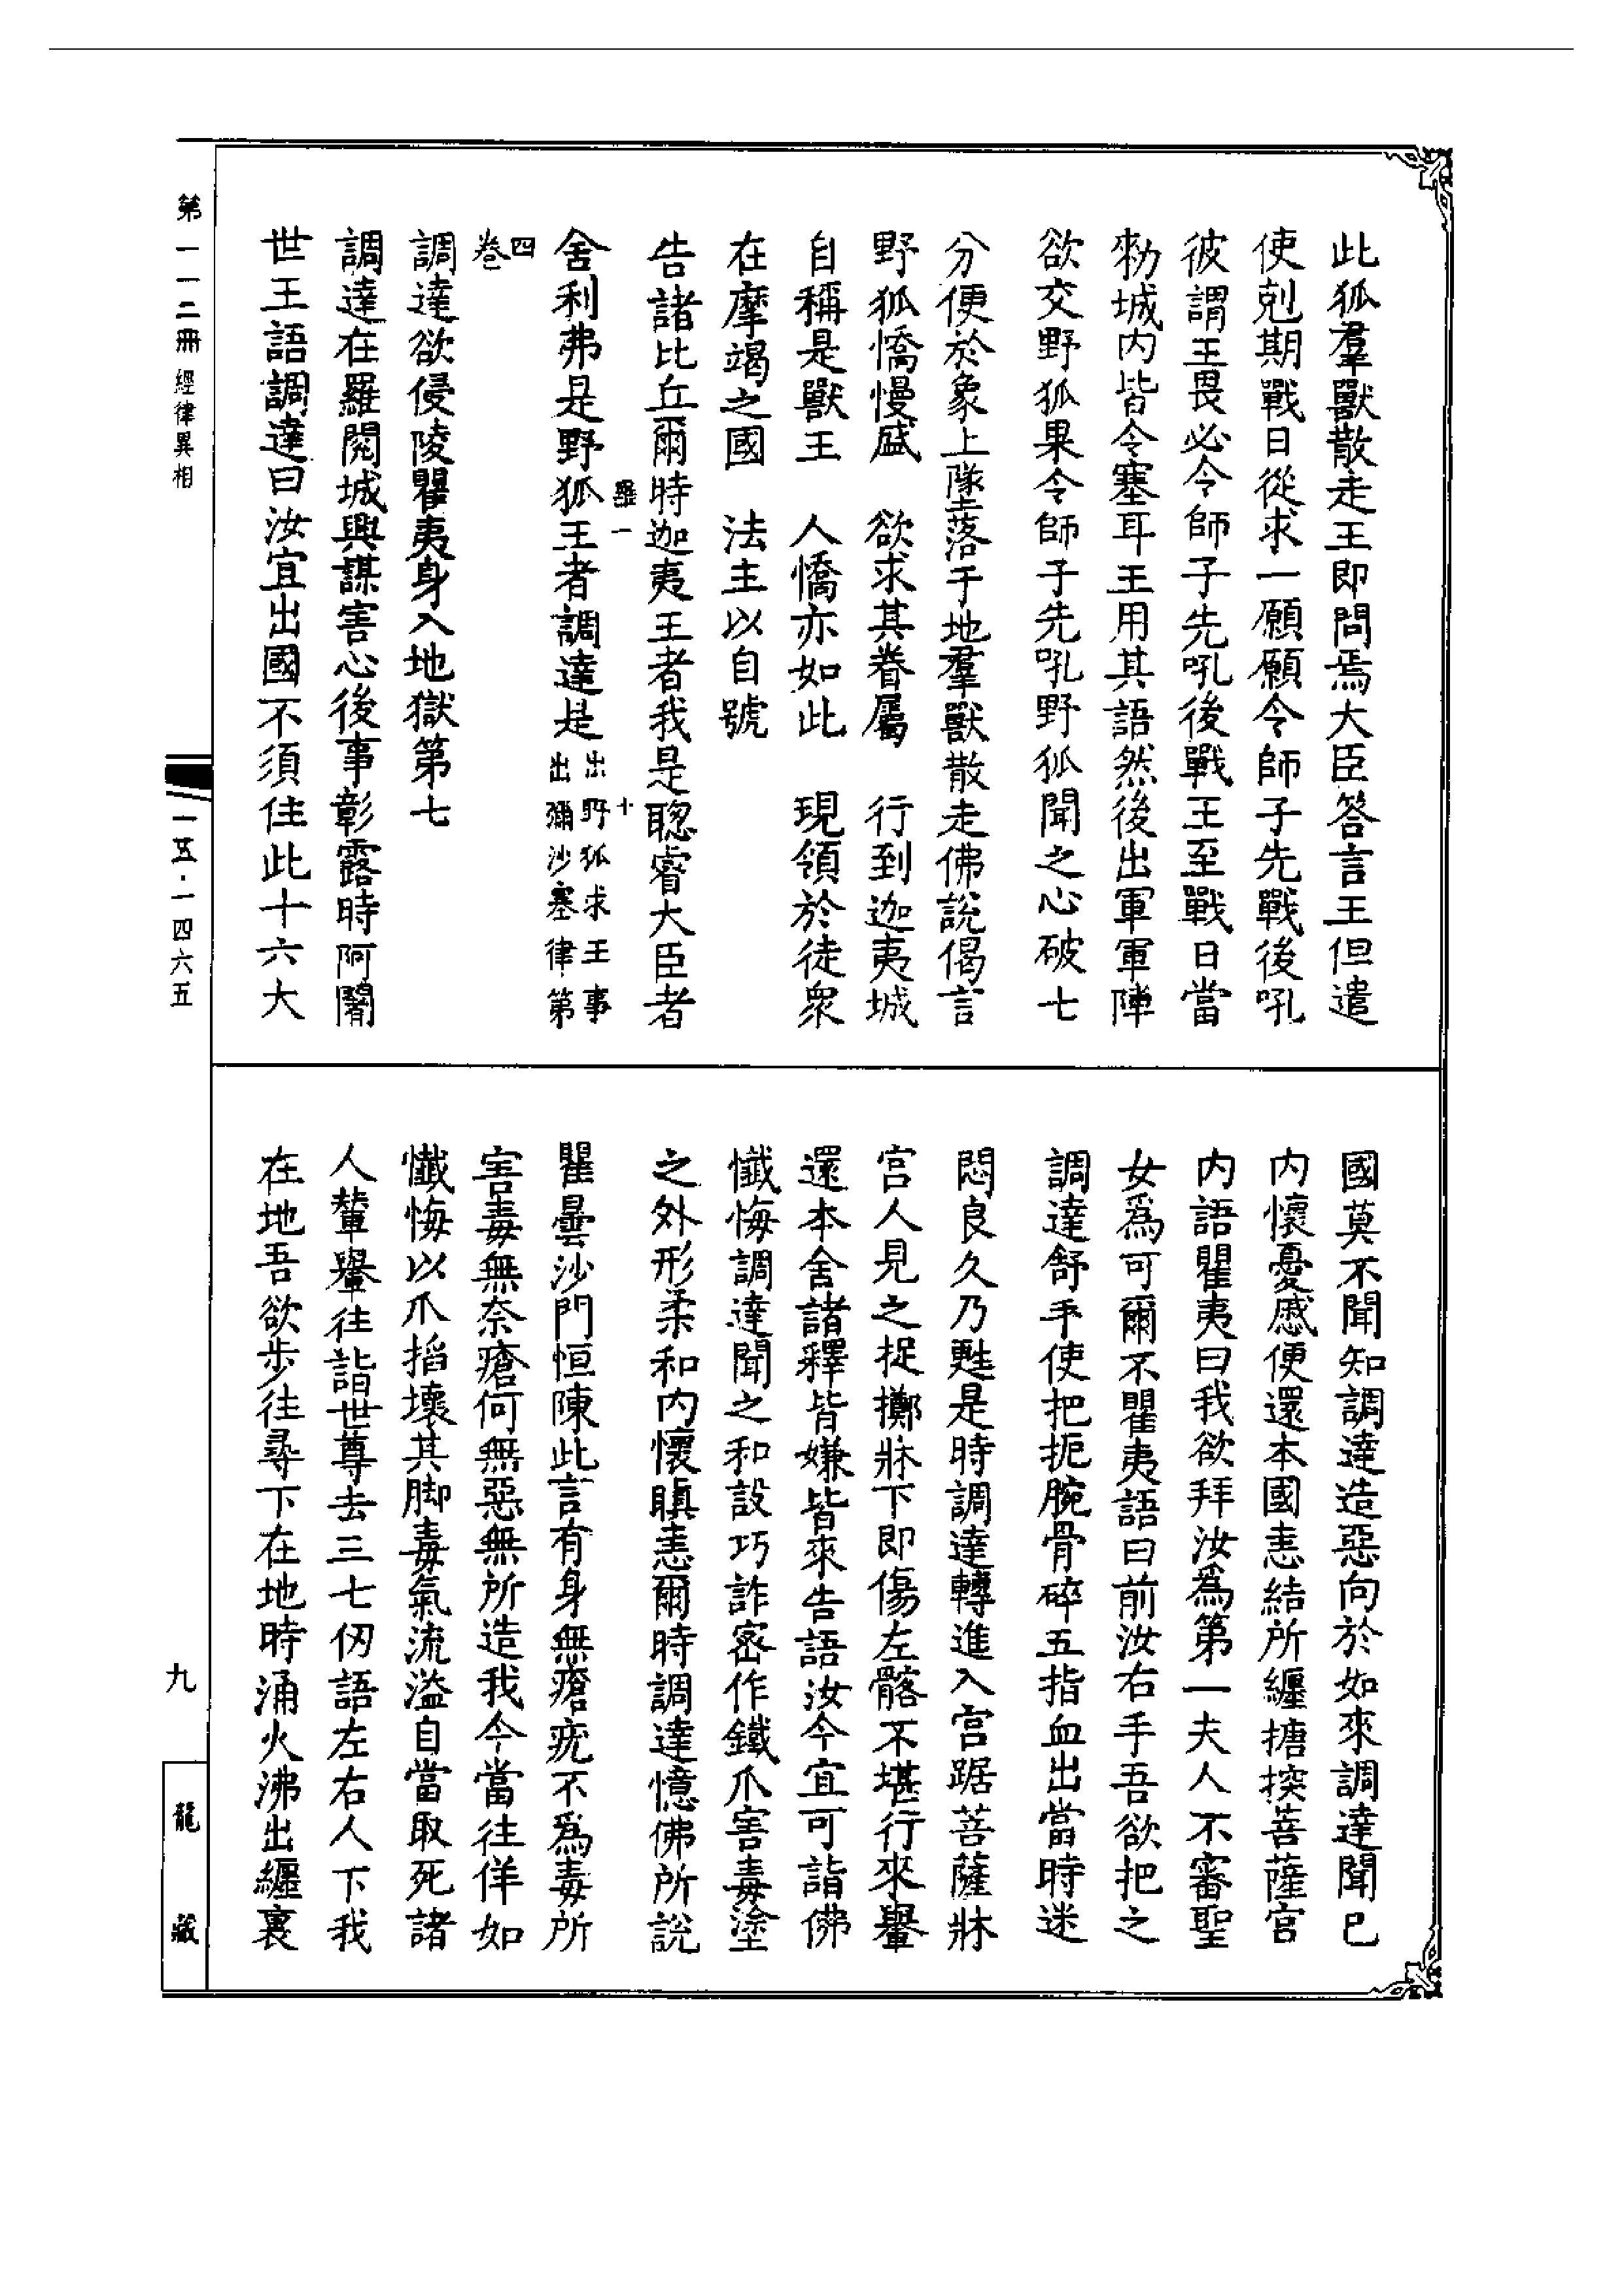 此狐羣獸散走王即問焉大臣答言王但遣
使剋期戰日從求一願願令師子先戰後吼
彼謂王畏必令師子先吼後戰王至戰日當
勑城内皆令塞耳王用其語然後出軍軍陣
欲交野狐果令師子先吼野狐聞之心破七
分便於象上墜落于地羣獸散走佛說偈言
野狐憍慢盛　欲求其眷屬　行到迦夷城
自稱是獸王　人憍亦如此　現領於徒衆
在摩竭之國　法主以自號
告諸比丘爾時迦夷王者我是聰睿大臣者
舍利弗是野狐王者調達是出野狐求王事出彌沙塞律第
四卷
調達欲侵陵瞿夷身入地獄第七
調達在羅閱城興謀害心後事彰露時阿闍
世王語調達曰汝宜出國不須住此十六大
國莫不聞知調達造惡向於如來調達聞已
内懷憂慼便還本國恚結所纏搪揬菩薩宫
内語瞿夷曰我欲拜汝爲第一夫人不審聖
女爲可爾不瞿夷語曰前汝右手吾欲把之
調達舒手使把扼腕骨碎五指血出當時迷
悶良久乃甦是時調達轉進入宫踞菩薩牀
宫人見之捉擲牀下即傷左髂不堪行來轝
還本舍諸釋皆嫌皆來告語汝今宜可詣佛
懺悔調達聞之和設巧詐密作鐵爪害毒塗
之外形柔和内懷瞋恚爾時調達憶佛所說
瞿曇沙門恒陳此言有身無瘡疣不爲毒所
害毒無奈瘡何無惡無所造我今當往佯如
懺悔以爪搯壞其脚毒氣流溢自當取死諸
人輦轝往詣世尊去三七仞語左右人下我
在地吾欲步往尋下在地時涌火沸出纏裹
第一一二冊　經律異相
一五·一四六五
九
龍藏